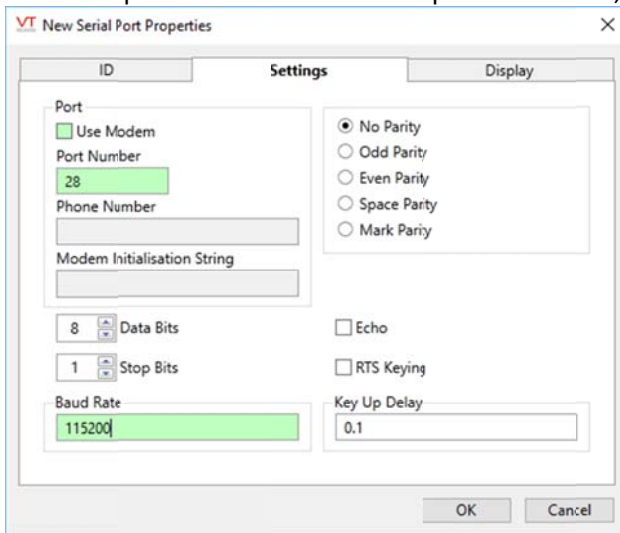 VT New Serial Port Properties
ID Settings Display
Port
Use Modem
Port Number
28
Phone Number
Modem Initialisation String
No Parity
Odd Parity
Even Parity
Space Parity
Mark Parity
8 Data Bits
Echo
1 Stop Bits
RTS Keying
Baud Rate
115200
Key Up Delay
0.1
OK Cancel